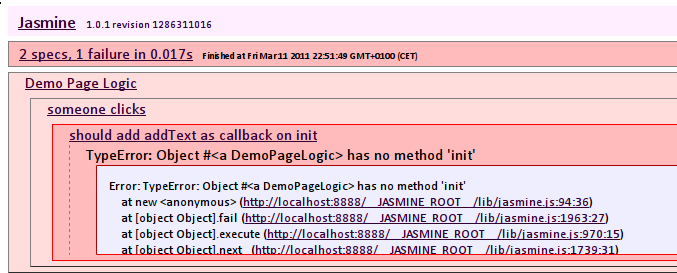 Jasmine 1.0.1 revision 1286311016
2 specs, 1 failure in 0.017s Finished at Fri Mar 11 2011 22:51:49 GMT+0100 (CET)
Demo Page Logic
someone clicks
should add addText as callback on init
TypeError: Object #<a DemoPageLogic> has no method 'init'
Error: TypeError: Object #<a DemoPageLogic> has no method 'init'
at new <anonymous> (http://localhost:8888/__JASMINE_ROOT__/lib/jasmine.js:94:36)
at [object Object].fail (http://localhost:8888/__JASMINE_ROOT__/lib/jasmine.js:1963:27)
at [object Object].execute (http://localhost:8888/__JASMINE_ROOT__/lib/jasmine.js:970:15)
at [object Object].next_ (http://localhost:8888/__JASMINE_ROOT__/lib/jasmine.js:1739:31)